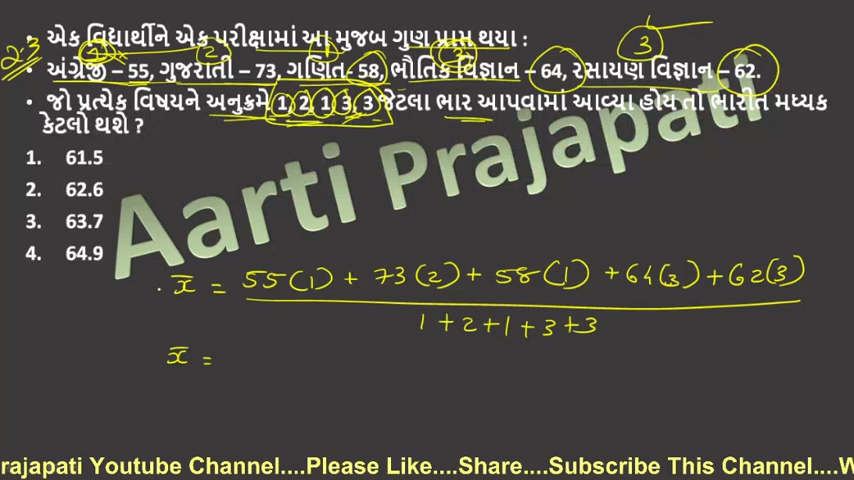 • એક વિદ્યાર્થીને એક પરીક્ષામાં આ મુજબ ગુણ પ્રાપ્ત થયા :
• અંગ્રેજી – 55, ગુજરાતી – 73, ગણિત- 58, ભૌતિક વિજ્ઞાન – 64, રસાયણ વિજ્ઞાન – 62.
• જો પ્રત્યેક વિષયને અનુક્રમે 1, 2, 1, 3, 3 જેટલા ભાર આપવામાં આવ્યા હોય તો ભારીત મધ્યક
કેટલો થશે ?
1. 61.5
2. 62.6
3. 63.7
4. 64.9
Aarti Prajapati
x̄ = 55(1) + 73(2) + 58(1) + 64(3) + 62(3)
1 + 2 + 1 + 3 + 3
x̄ =
rajapati Youtube Channel....Please Like....Share....Subscribe This Channel....W